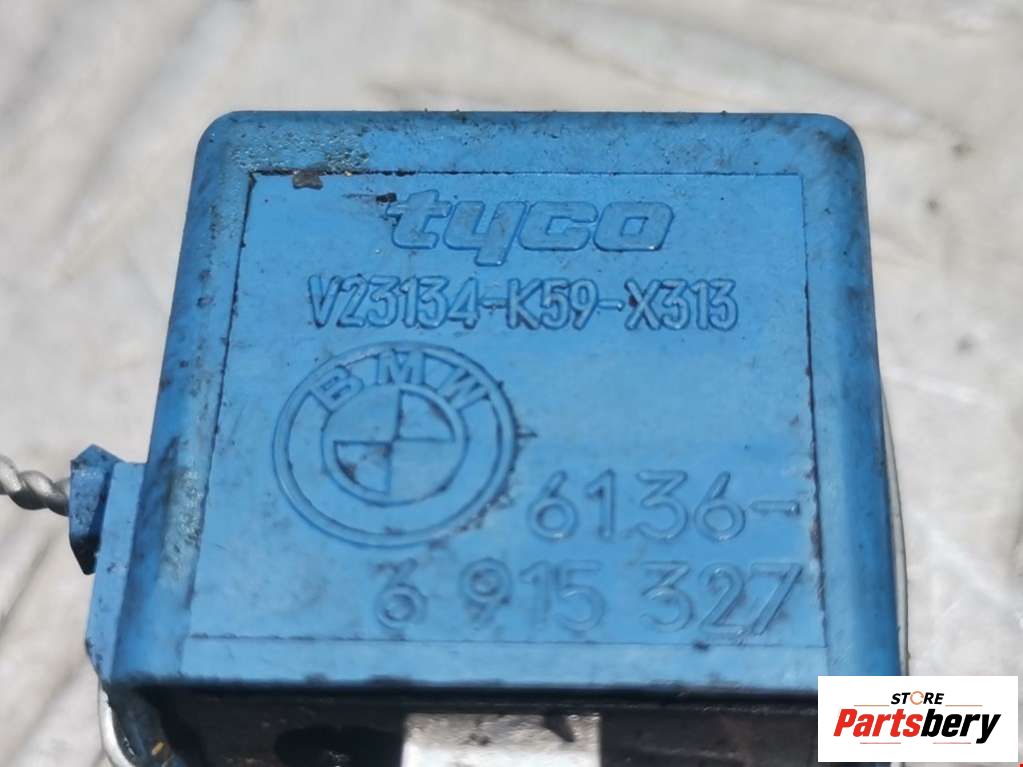 tyco
V23134-K59-X313
BMW
6136-
6 915 327
STORE
Partsbery